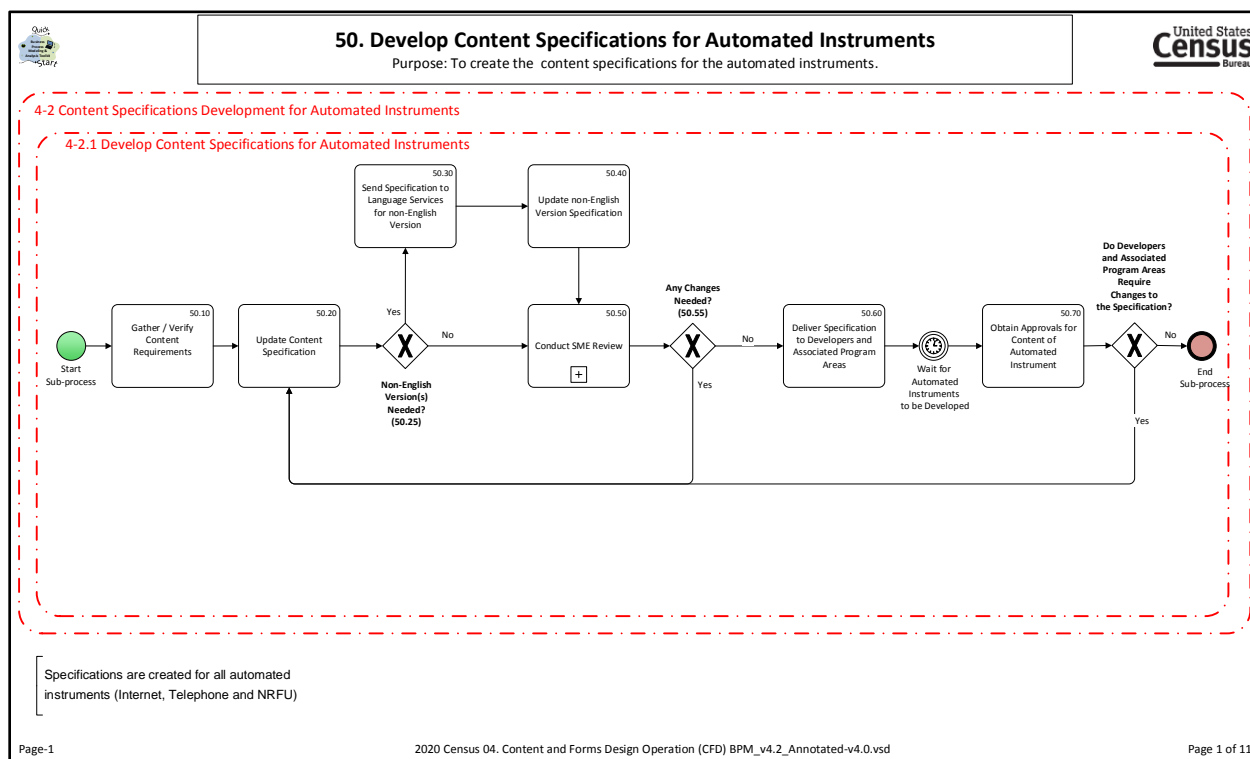 Quick
Business
Process
Modeling &
Analysis Toolkit
Start
50. Develop Content Specifications for Automated Instruments
Purpose: To create the content specifications for the automated instruments.
United States
Census
Bureau
4-2 Content Specifications Development for Automated Instruments
4-2.1 Develop Content Specifications for Automated Instruments
50.30
Send Specification to
Language Services
for non-English
Version
50.40
Update non-English
Version Specification
Start
Sub-process
50.10
Gather / Verify
Content
Requirements
50.20
Update Content
Specification
Yes
No
Non-English
Version(s)
Needed?
(50.25)
50.50
Conduct SME Review
+
Any Changes
Needed?
(50.55)
X
No
Yes
50.60
Deliver Specification
to Developers and
Associated Program
Areas
Wait for
Automated
Instruments
to be Developed
50.70
Obtain Approvals for
Content of
Automated
Instrument
Do Developers
and Associated
Program Areas
Require
Changes to
the Specification?
X
No
Yes
End
Sub-process
X
Specifications are created for all automated
instruments (Internet, Telephone and NRFU)
Page-1
2020 Census 04. Content and Forms Design Operation (CFD) BPM_v4.2_Annotated-v4.0.vsd
Page 1 of 11